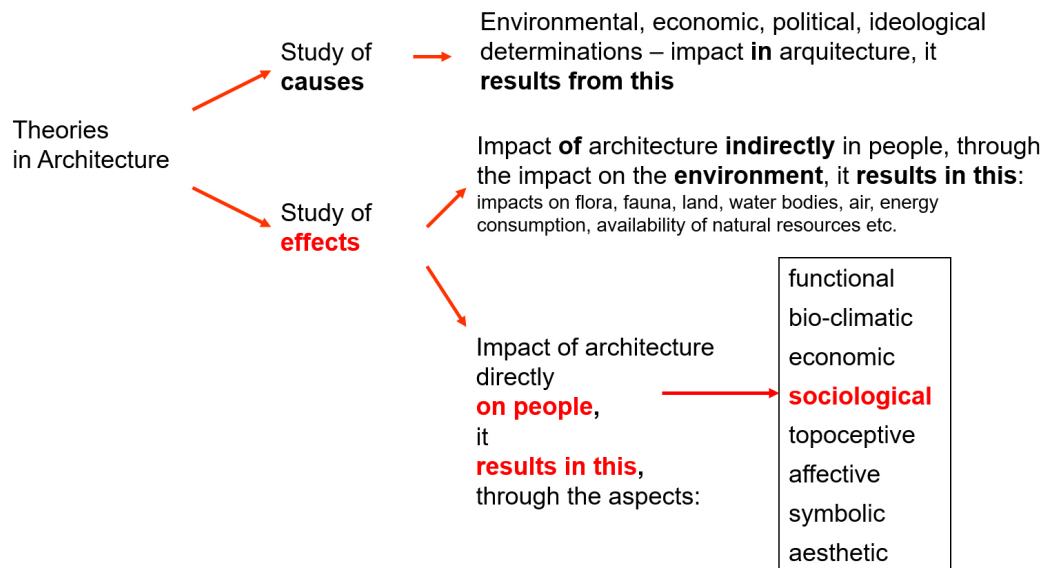 Theories
in Architecture
Study of
causes
Environmental, economic, political, ideological
determinations – impact in arquitecture, it
results from this
Study of
effects
Impact of architecture indirectly in people, through
the impact on the environment, it results in this:
impacts on flora, fauna, land, water bodies, air, energy
consumption, availability of natural resources etc.
Impact of architecture
directly
on people,
it
results in this,
through the aspects:
functional
bio-climatic
economic
sociological
topoceptive
affective
symbolic
aesthetic